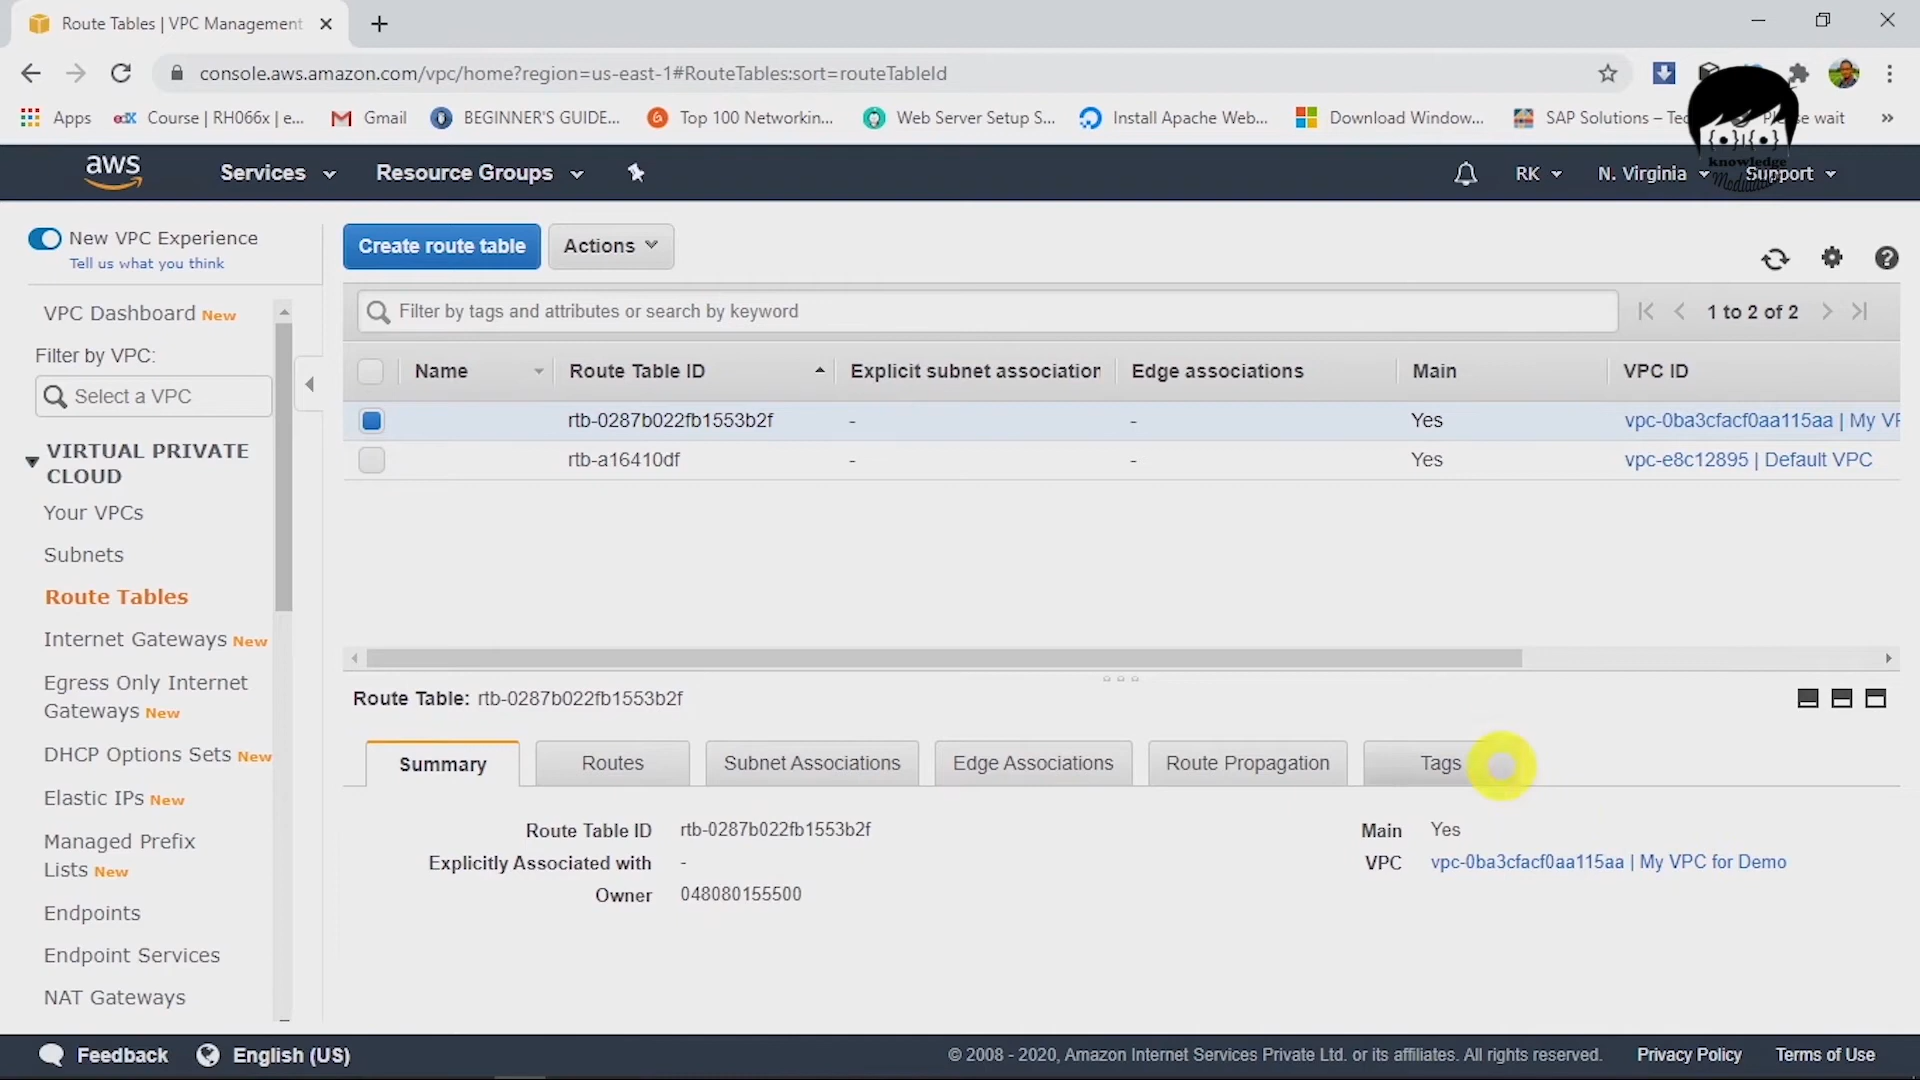 Route Tables | VPC Management
console.aws.amazon.com/vpc/home?region=us-east-1#RouteTables:sort=routeTableId
Apps
edX Course | RH066x | e...
Gmail
BEGINNER'S GUIDE...
Top 100 Networkin...
Web Server Setup S...
Install Apache Web...
Download Window...
SAP Solutions – Tec
se wait
»
{•}|{•}
knowledge
aws
Services
Resource Groups
RK
N. Virginia
Support
New VPC Experience
Tell us what you think
Create route table
Actions
VPC Dashboard New
Filter by VPC:
Select a VPC
VIRTUAL PRIVATE
CLOUD
Your VPCs
Subnets
Route Tables
Internet Gateways New
Egress Only Internet
Gateways New
DHCP Options Sets New
Elastic IPs New
Managed Prefix
Lists New
Endpoints
Endpoint Services
NAT Gateways
Filter by tags and attributes or search by keyword
1 to 2 of 2
Name Route Table ID Explicit subnet association Edge associations Main VPC ID
rtb-0287b022fb1553b2f - - Yes vpc-0ba3cfacf0aa115aa | My VP
rtb-a16410df - - Yes vpc-e8c12895 | Default VPC
Route Table: rtb-0287b022fb1553b2f
Summary
Routes
Subnet Associations
Edge Associations
Route Propagation
Tags
Route Table ID rtb-0287b022fb1553b2f
Main Yes
Explicitly Associated with -
VPC vpc-0ba3cfacf0aa115aa | My VPC for Demo
Owner 048080155500
Feedback
English (US)
© 2008 - 2020, Amazon Internet Services Private Ltd. or its affiliates. All rights reserved.
Privacy Policy
Terms of Use